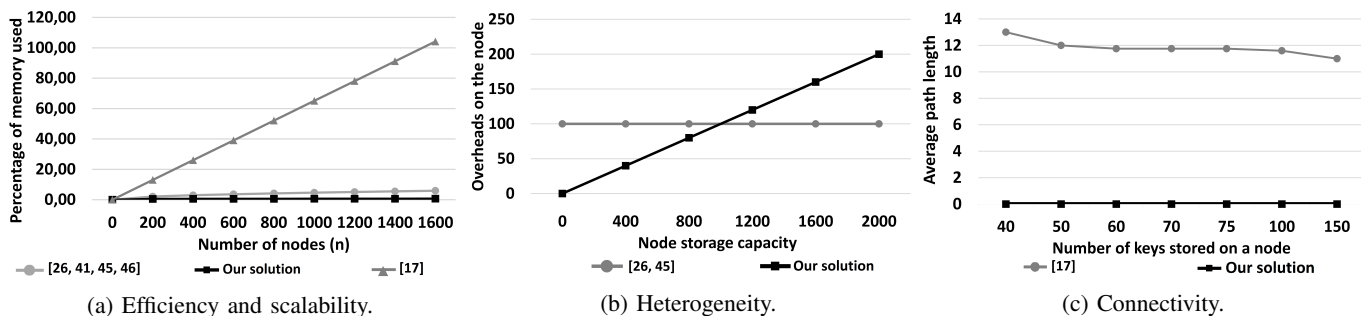 Percentage of memory used
120,00
100,00
80,00
60,00
40,00
20,00
0,00
0 200 400 600 800 1000 1200 1400 1600
Number of nodes (n)
[26, 41, 45, 46] Our solution [17]
(a) Efficiency and scalability.
Overheads on the node
250
200
150
100
50
0
0 400 800 1200 1600 2000
Node storage capacity
[26, 45] Our solution
(b) Heterogeneity.
Average path length
14
12
10
8
6
4
2
0
40 50 60 70 75 100 150
Number of keys stored on a node
[17] Our solution
(c) Connectivity.